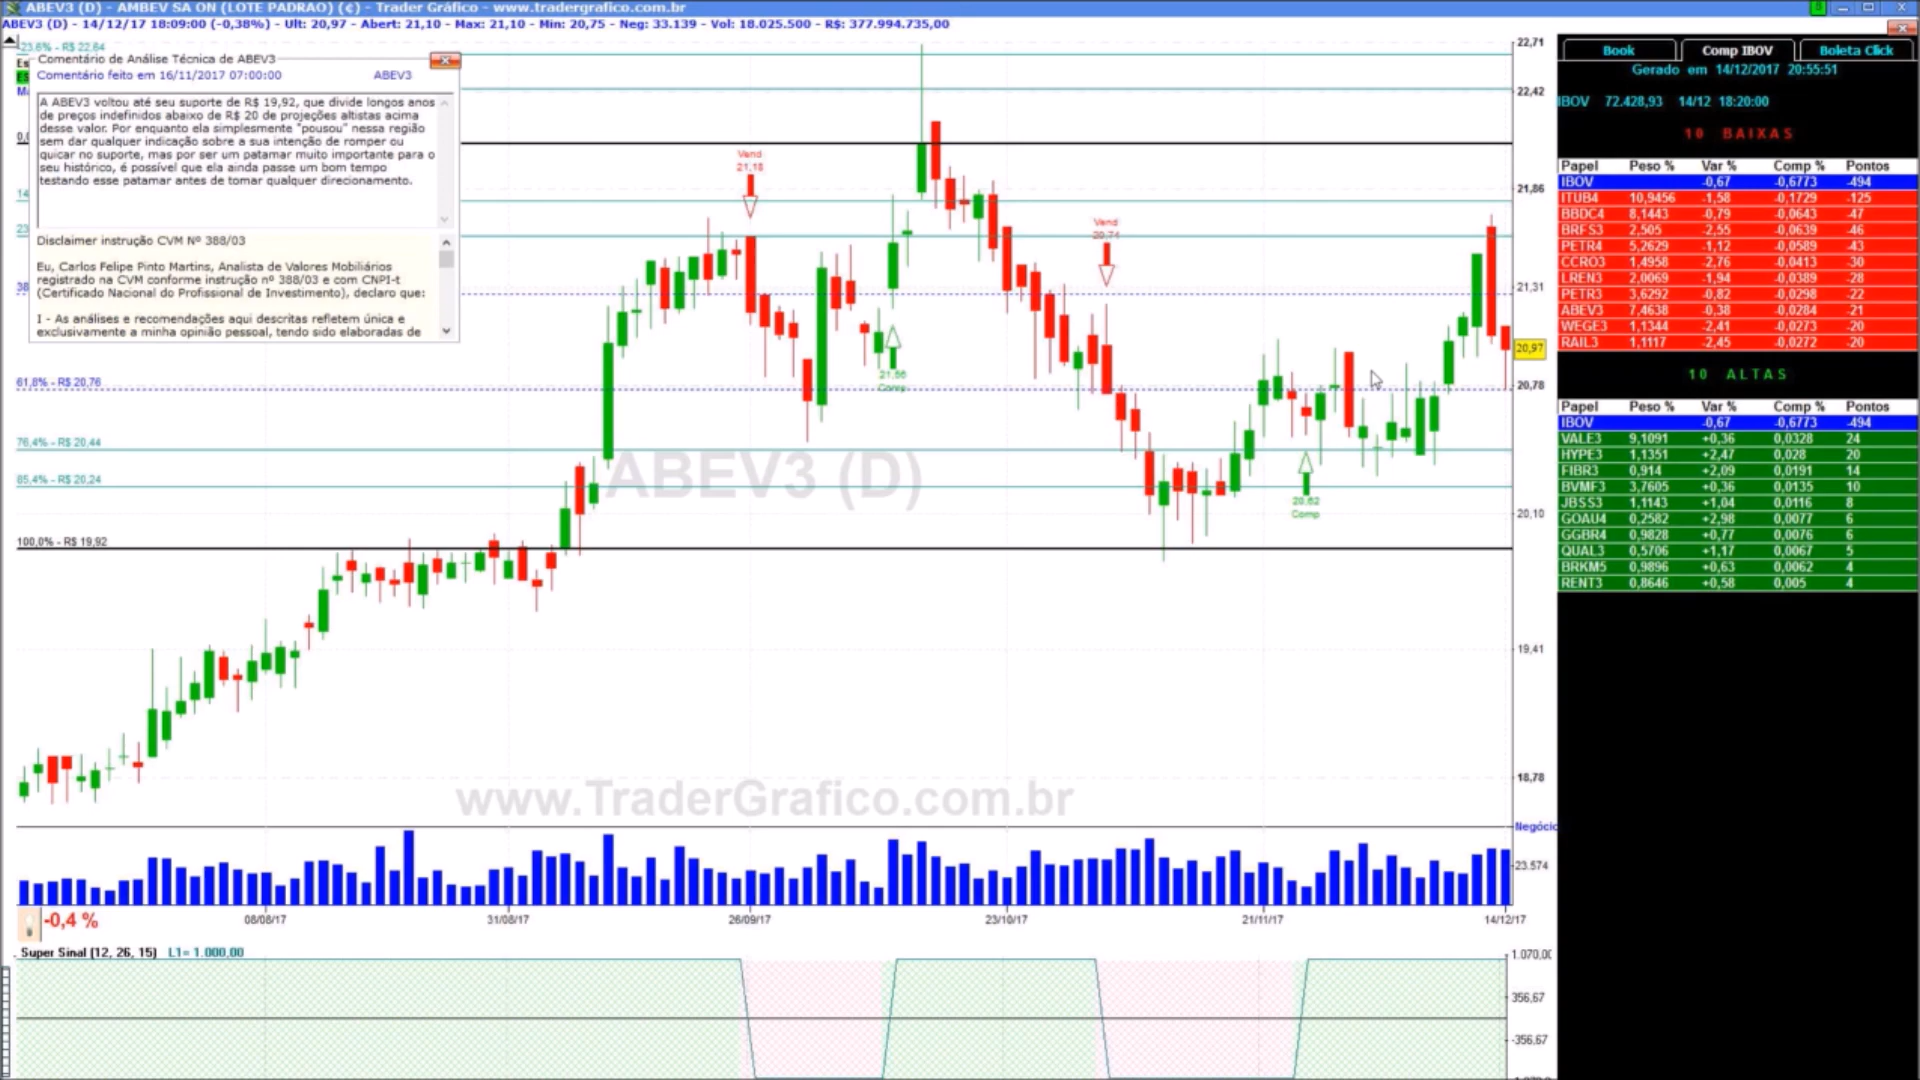 ABEV3 (D) - AMBEV SA ON (LOTE PADRAO) (c) - Trader Gráfico - www.tradergrafico.com.br
ABEV3 (D) - 14/12/17 18:09:00 (-0,38%) - Ult: 20,97 - Abert: 21,10 - Max: 21,10 - Min: 20,75 - Neg: 33.139 - Vol: 18.025.500 - R$: 377.994.735,00
23,6% - R$ 22,64
Comentário de Análise Técnica de ABEV3
Comentário feito em 16/11/2017 07:00:00 ABEV3
A ABEV3 voltou até seu suporte de R$ 19,92, que divide longos anos
de preços indefinidos abaixo de R$ 20 de projeções altistas acima
desse valor. Por enquanto ela simplesmente "pousou" nessa região
sem dar qualquer indicação sobre a sua intenção de romper ou
quicar no suporte, mas por ser um patamar muito importante para o
seu histórico, é possível que ela ainda passe um bom tempo
testando esse patamar antes de tomar qualquer direcionamento.
Disclaimer instrução CVM Nº 388/03
Eu, Carlos Felipe Pinto Martins, Analista de Valores Mobiliários
registrado na CVM conforme instrução nº 388/03 e com CNPI-t
(Certificado Nacional do Profissional de Investimento), declaro que:
I - As análises e recomendações aqui descritas refletem única e
exclusivamente a minha opinião pessoal, tendo sido elaboradas de
Vend
21,18
Vend
20,74
21,56
Comp
20,62
Comp
61,8% - R$ 20,76
76,4% - R$ 20,44
85,4% - R$ 20,24
100,0% - R$ 19,92
ABEV3 (D)
www.TraderGrafico.com.br
22,71
22,42
21,86
21,31
20,97
20,78
20,10
19,41
18,78
Negócio
23.574
-0,4 %
08/08/17 31/08/17 26/09/17 23/10/17 21/11/17 14/12/17
Super Sinal (12, 26, 15) L1= 1.000,00
1.070,00
356,67
-356,67
Book Comp IBOV Boleta Click
Gerado em 14/12/2017 20:55:51
IBOV 72.428,93 14/12 18:20:00
10 BAIXAS
Papel Peso % Var % Comp % Pontos
IBOV -0,67 -0,6773 -494
ITUB4 10,9456 -1,58 -0,1729 -125
BBDC4 8,1443 -0,79 -0,0643 -47
BRFS3 2,505 -2,55 -0,0639 -46
PETR4 5,2629 -1,12 -0,0589 -43
CCRO3 1,4958 -2,76 -0,0413 -30
LREN3 2,0069 -1,94 -0,0389 -28
PETR3 3,6292 -0,82 -0,0298 -22
ABEV3 7,4638 -0,38 -0,0284 -21
WEGE3 1,1344 -2,41 -0,0273 -20
RAIL3 1,1117 -2,45 -0,0272 -20
10 ALTAS
Papel Peso % Var % Comp % Pontos
IBOV -0,67 -0,6773 -494
VALE3 9,1091 +0,36 0,0328 24
HYPE3 1,1351 +2,47 0,028 20
FIBR3 0,914 +2,09 0,0191 14
BVMF3 3,7605 +0,36 0,0135 10
JBSS3 1,1143 +1,04 0,0116 8
GOAU4 0,2582 +2,98 0,0077 6
GGBR4 0,9828 +0,77 0,0076 6
QUAL3 0,5706 +1,17 0,0067 5
BRKM5 0,9896 +0,63 0,0062 4
RENT3 0,8646 +0,58 0,005 4